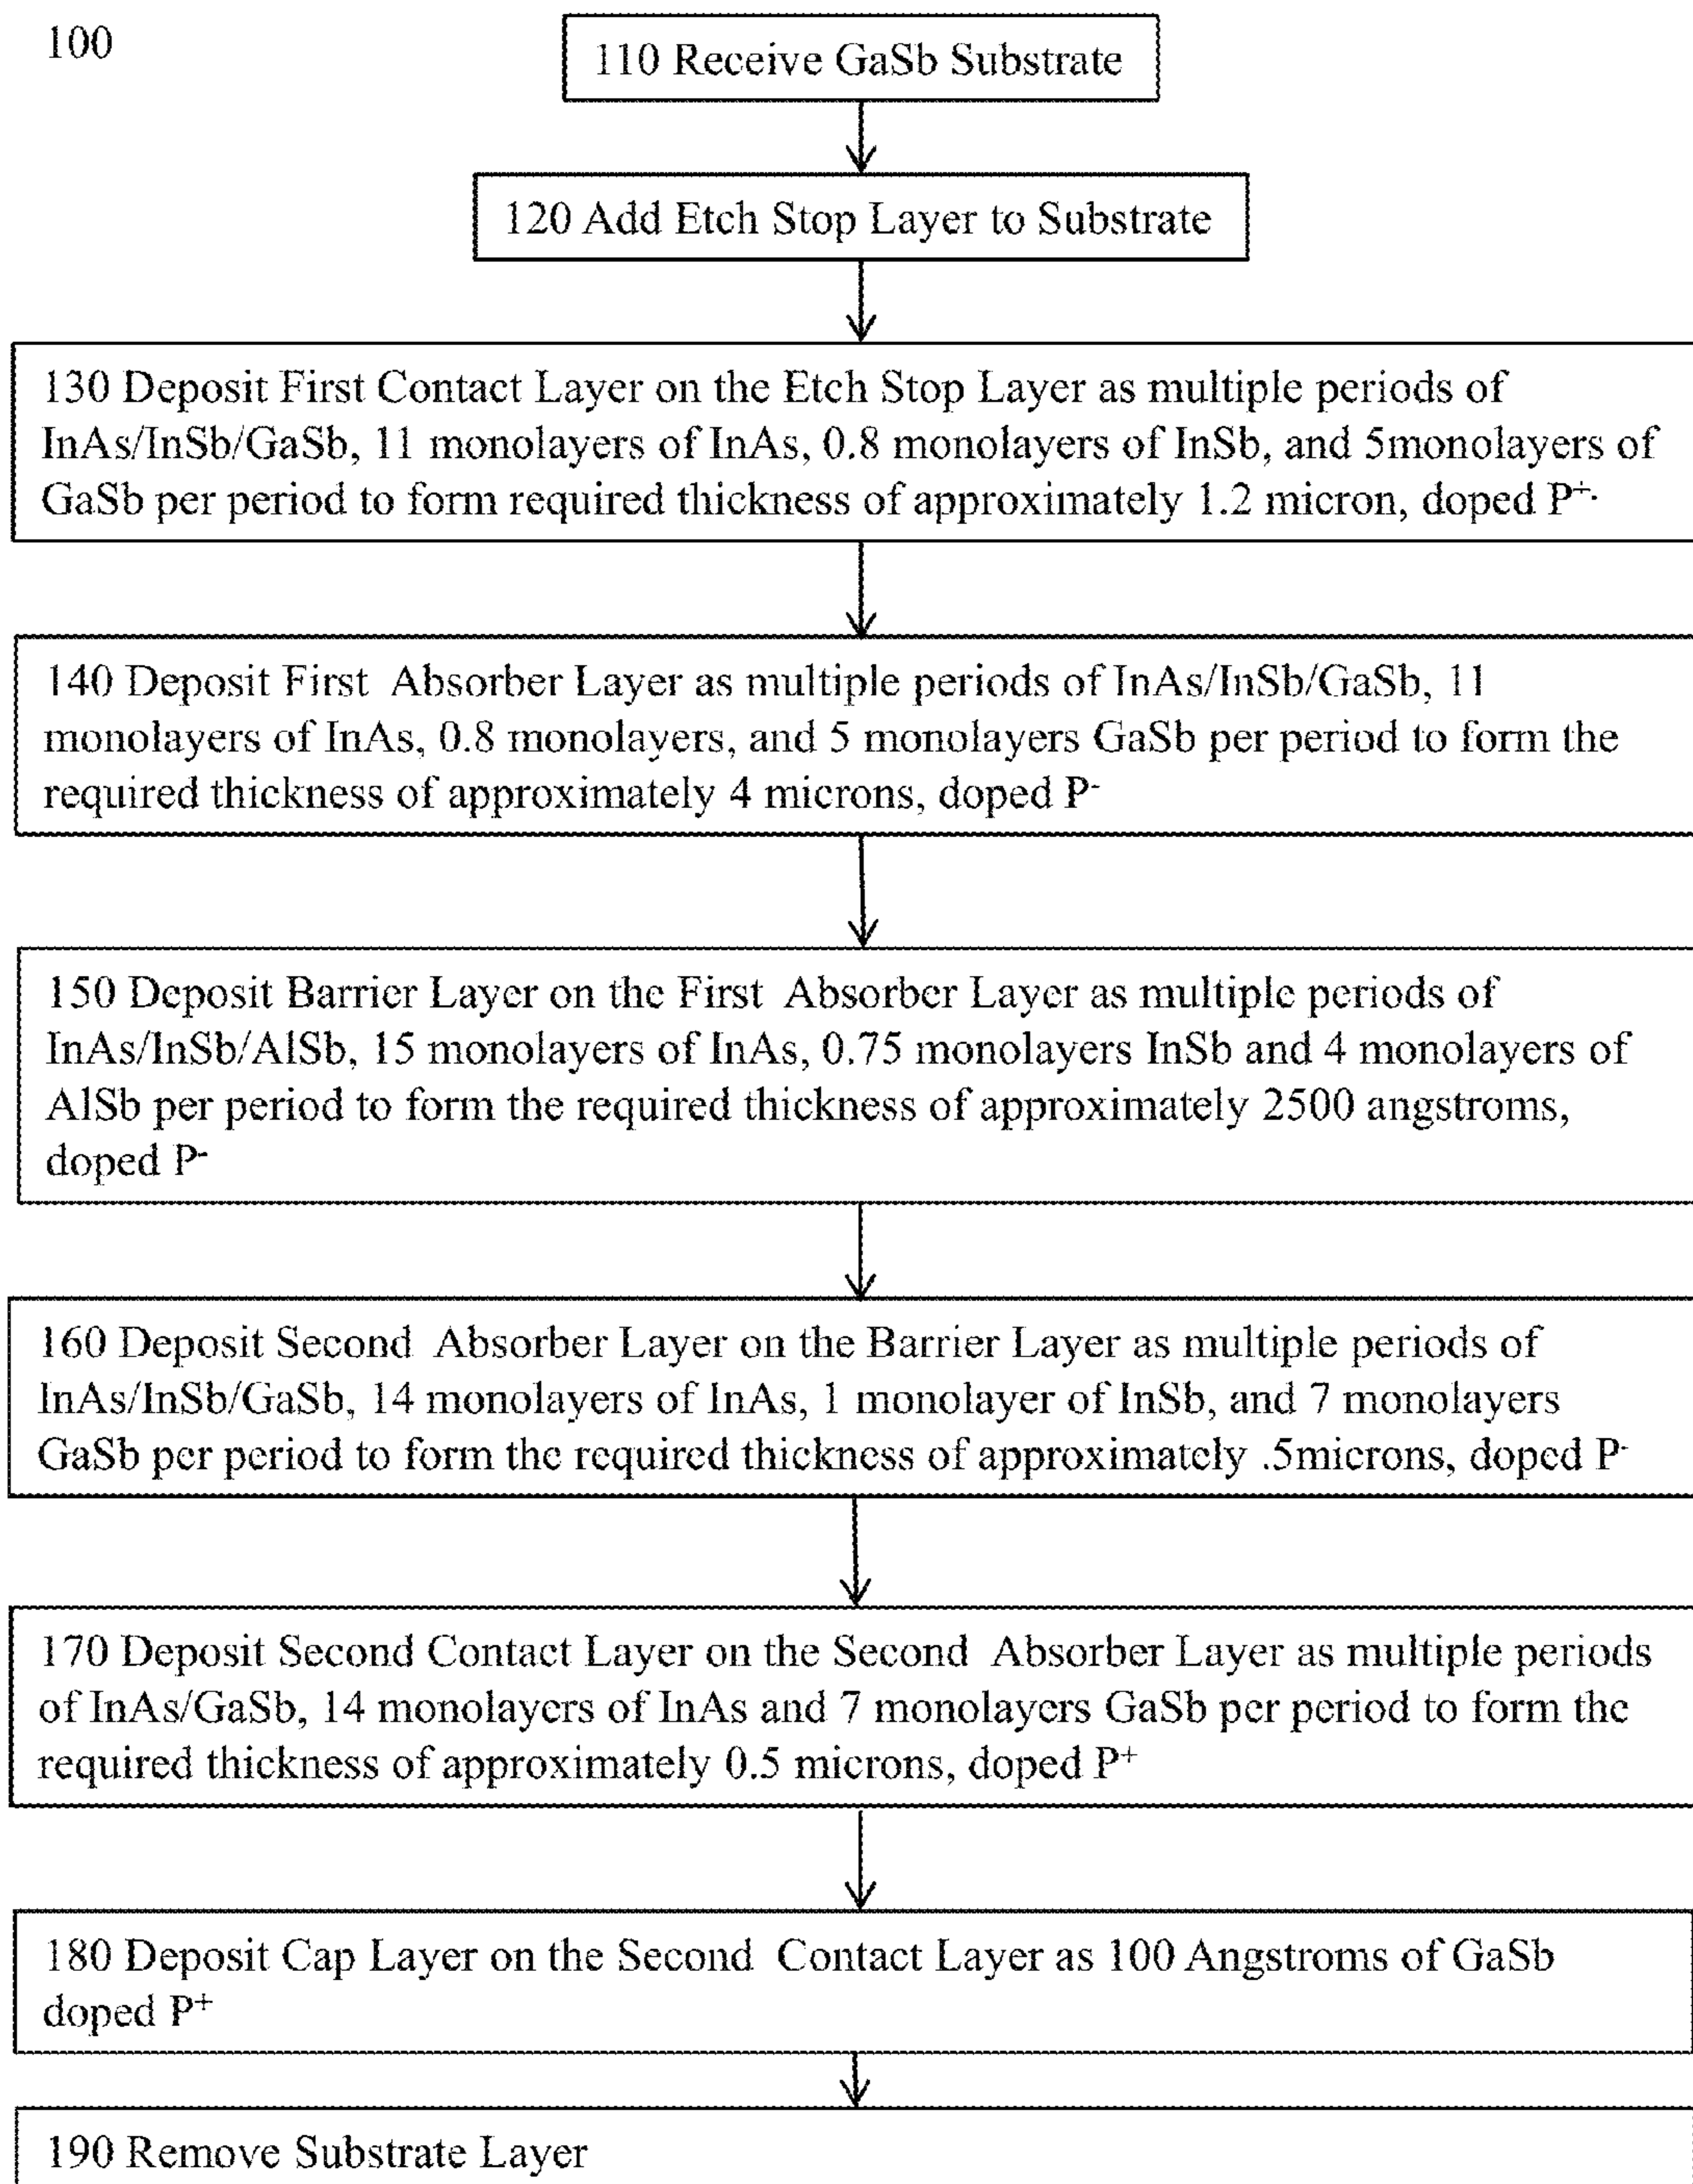 100
110 Receive GaSb Substrate
120 Add Etch Stop Layer to Substrate
130 Deposit First Contact Layer on the Etch Stop Layer as multiple periods of
InAs/InSb/GaSb, 11 monolayers of InAs, 0.8 monolayers of InSb, and 5monolayers of
GaSb per period to form required thickness of approximately 1.2 micron, doped P⁺.
140 Deposit First Absorber Layer as multiple periods of InAs/InSb/GaSb, 11
monolayers of InAs, 0.8 monolayers, and 5 monolayers GaSb per period to form the
required thickness of approximately 4 microns, doped P⁻
150 Deposit Barrier Layer on the First Absorber Layer as multiple periods of
InAs/InSb/AlSb, 15 monolayers of InAs, 0.75 monolayers InSb and 4 monolayers of
AlSb per period to form the required thickness of approximately 2500 angstroms,
doped P⁻
160 Deposit Second Absorber Layer on the Barrier Layer as multiple periods of
InAs/InSb/GaSb, 14 monolayers of InAs, 1 monolayer of InSb, and 7 monolayers
GaSb per period to form the required thickness of approximately .5microns, doped P⁻
170 Deposit Second Contact Layer on the Second Absorber Layer as multiple periods
of InAs/GaSb, 14 monolayers of InAs and 7 monolayers GaSb per period to form the
required thickness of approximately 0.5 microns, doped P⁺
180 Deposit Cap Layer on the Second Contact Layer as 100 Angstroms of GaSb
doped P⁺
190 Remove Substrate Layer